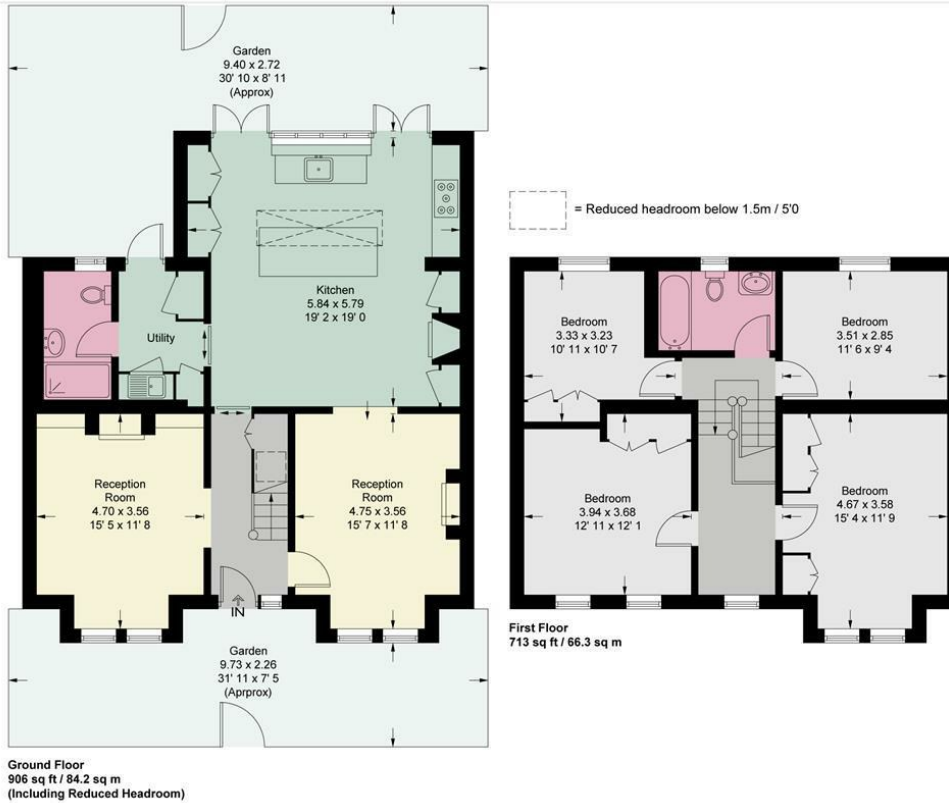 Garden
9.40 x 2.72
30' 10 x 8' 11
(Approx)
= Reduced headroom below 1.5m / 5'0
Kitchen
5.84 x 5.79
19' 2 x 19' 0
Utility
Reception
Room
4.70 x 3.56
15' 5 x 11' 8
Reception
Room
4.75 x 3.56
15' 7 x 11' 8
IN
Garden
9.73 x 2.26
31' 11 x 7' 5
(Aprprox)
Ground Floor
906 sq ft / 84.2 sq m
(Including Reduced Headroom)
Bedroom
3.33 x 3.23
10' 11 x 10' 7
Bedroom
3.51 x 2.85
11' 6 x 9' 4
Bedroom
3.94 x 3.68
12' 11 x 12' 1
Bedroom
4.67 x 3.58
15' 4 x 11' 9
First Floor
713 sq ft / 66.3 sq m